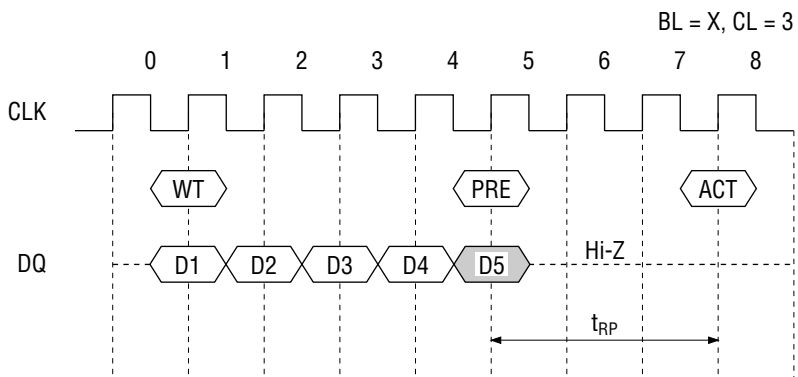 BL = X, CL = 3
0 1 2 3 4 5 6 7 8
CLK
WT PRE ACT
DQ D1 D2 D3 D4 D5 Hi-Z
tRP